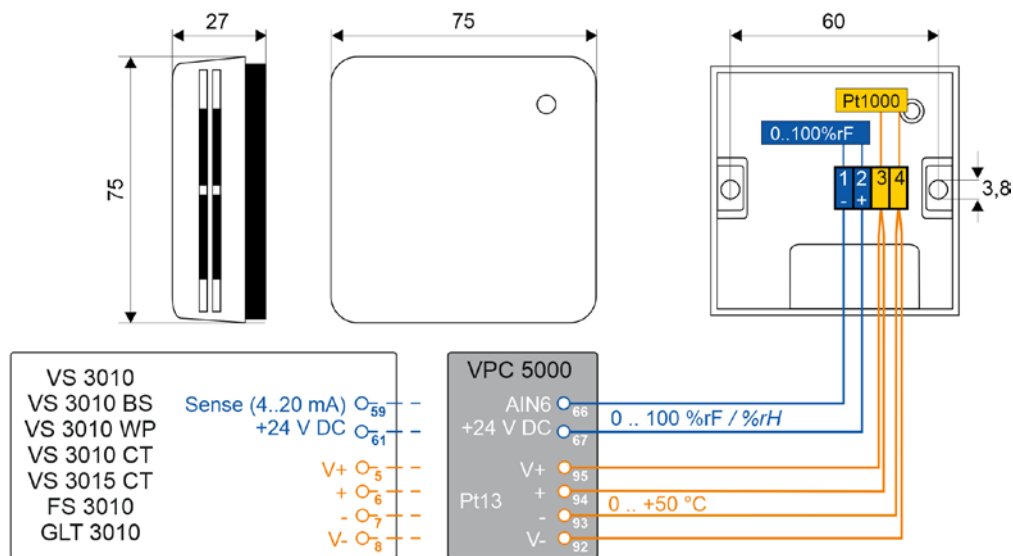 27
75
60
75
Pt1000
0..100%rF
1
2
3
4
-
+
3,8
VS 3010
VS 3010 BS
VS 3010 WP
VS 3010 CT
VS 3015 CT
FS 3010
GLT 3010
Sense (4..20 mA) 59
+24 V DC 61
V+ 5
+ 6
- 7
V- 8
VPC 5000
AIN6 66
+24 V DC 67
Pt13
V+ 95
+ 94
- 93
V- 92
0 .. 100 %rF / %rH
0 .. +50 °C